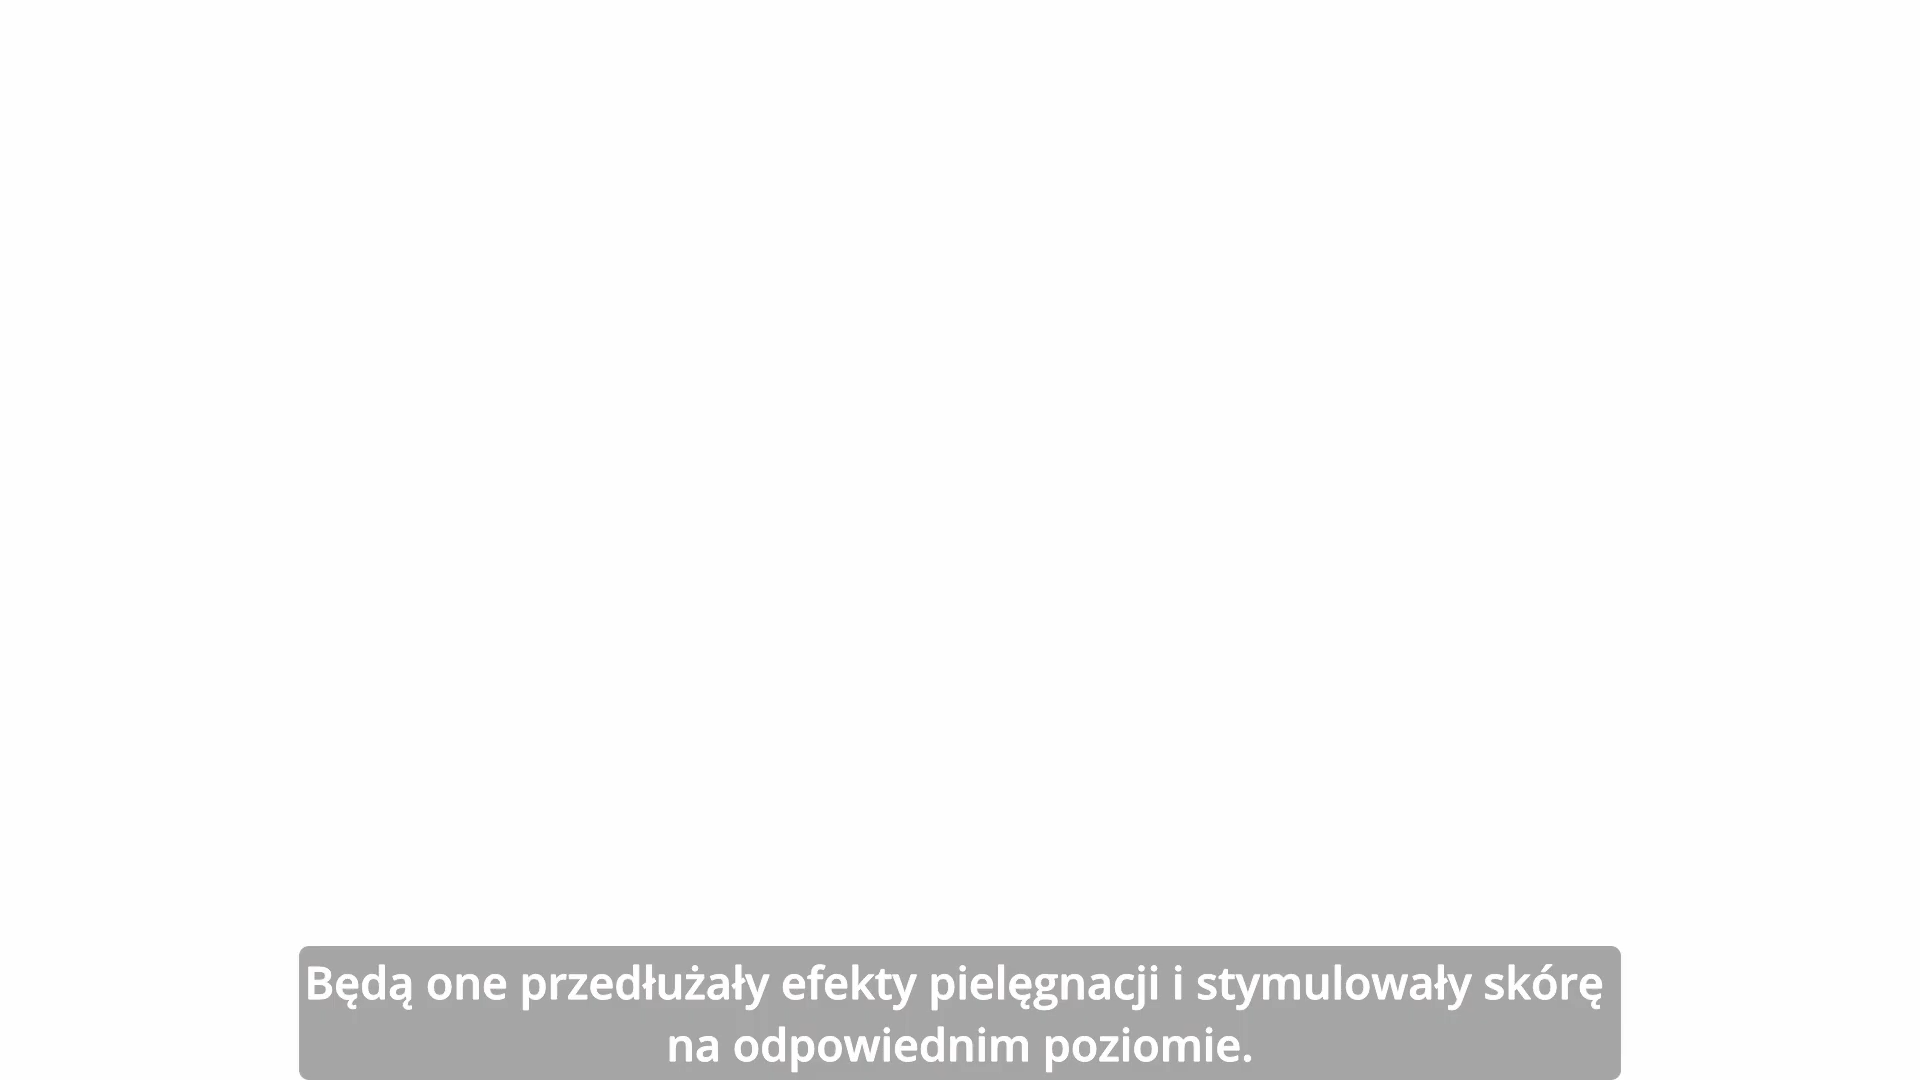 Będą one przedłużały efekty pielęgnacji i stymulowały skórę
na odpowiednim poziomie.